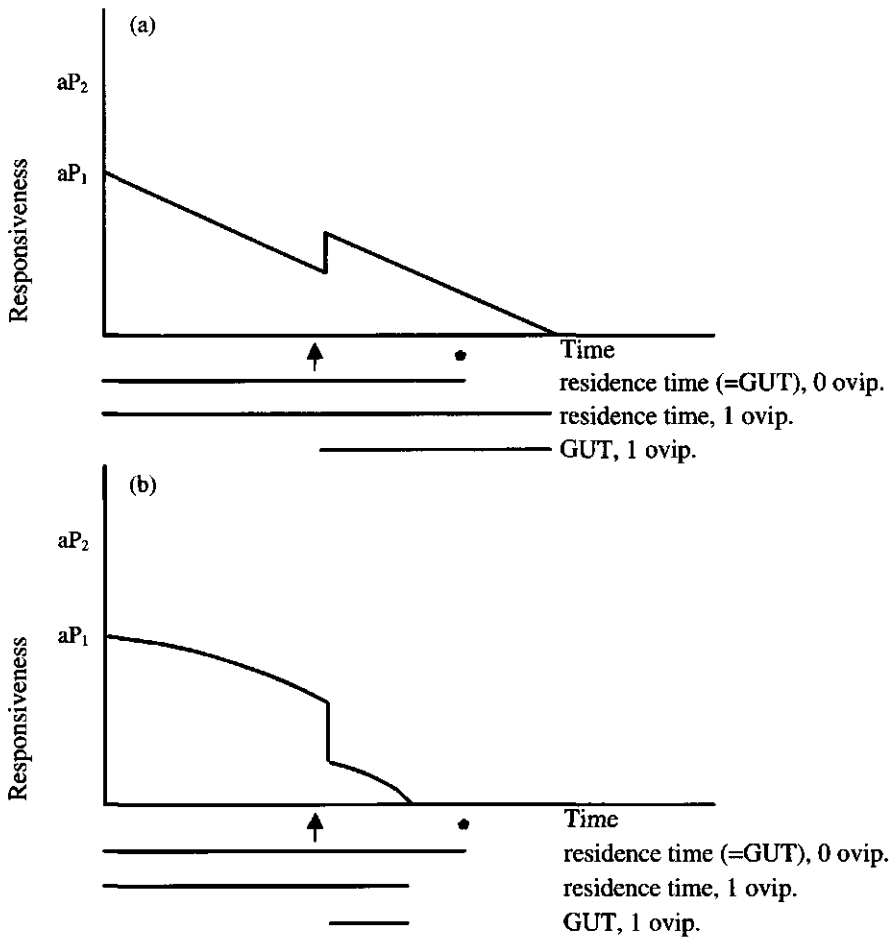 (a)
aP2
aP1
Responsiveness
Time
residence time (=GUT), 0 ovip.
residence time, 1 ovip.
GUT, 1 ovip.
(b)
aP2
aP1
Responsiveness
Time
residence time (=GUT), 0 ovip.
residence time, 1 ovip.
GUT, 1 ovip.